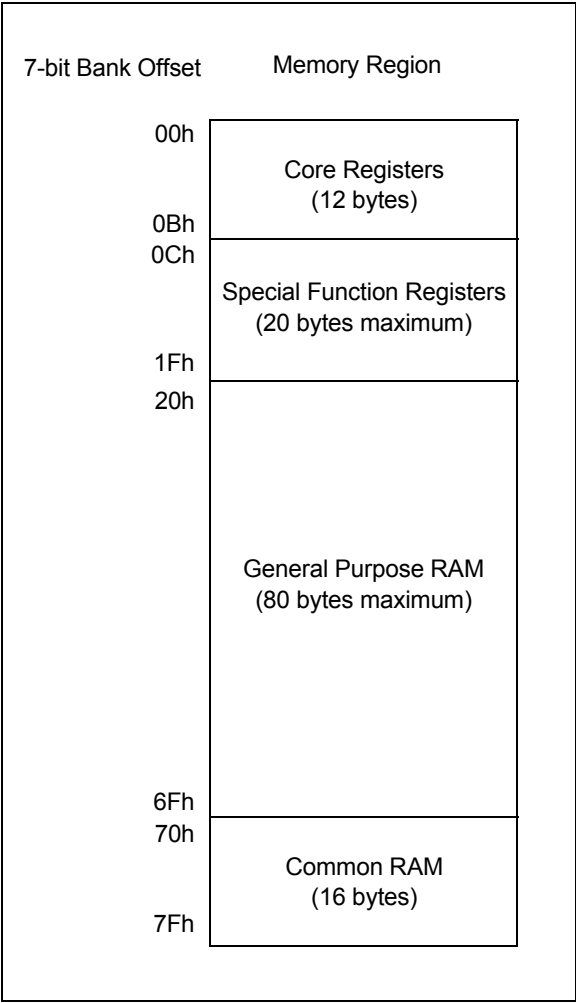 7-bit Bank Offset Memory Region
00h
Core Registers
(12 bytes)
0Bh
0Ch
Special Function Registers
(20 bytes maximum)
1Fh
20h
General Purpose RAM
(80 bytes maximum)
6Fh
70h
Common RAM
(16 bytes)
7Fh